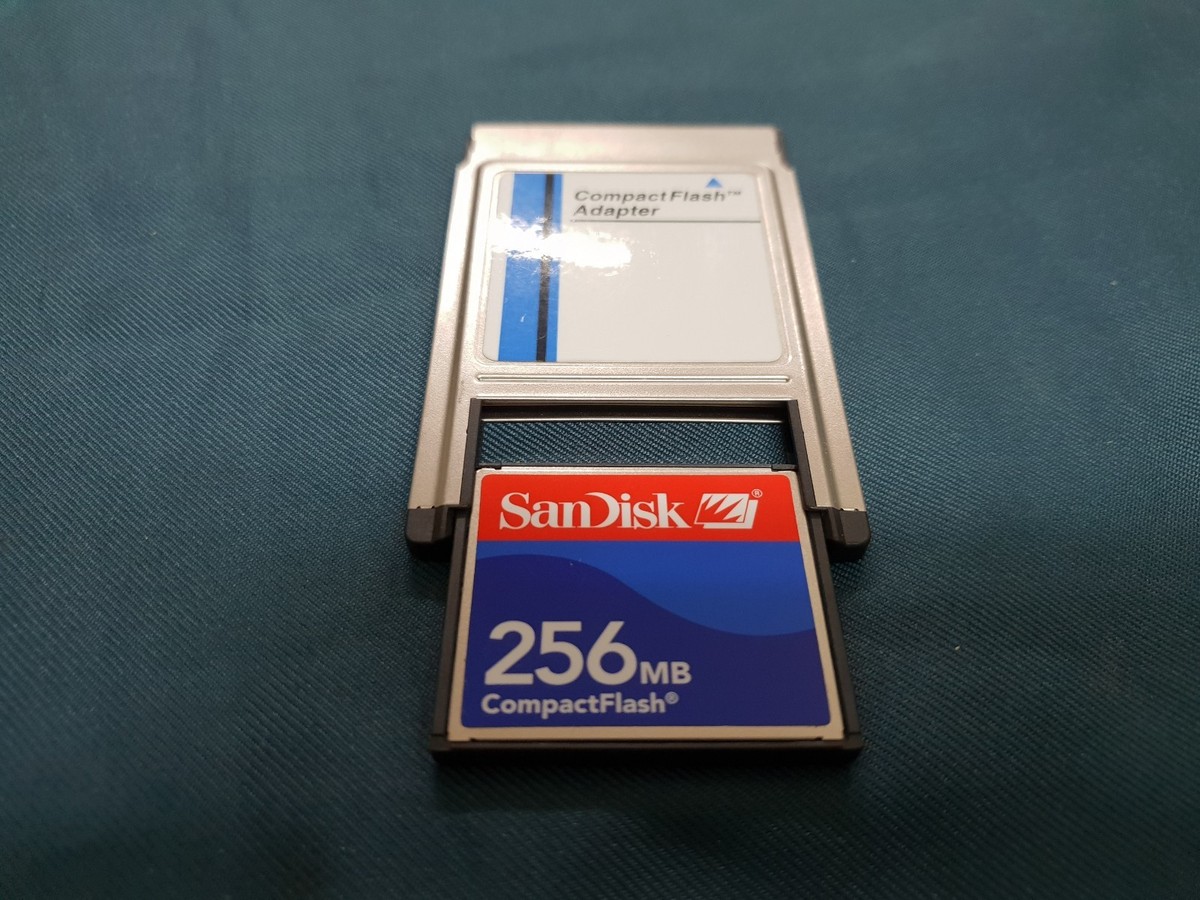 CompactFlash™
Adapter
SanDisk®
256MB
CompactFlash®